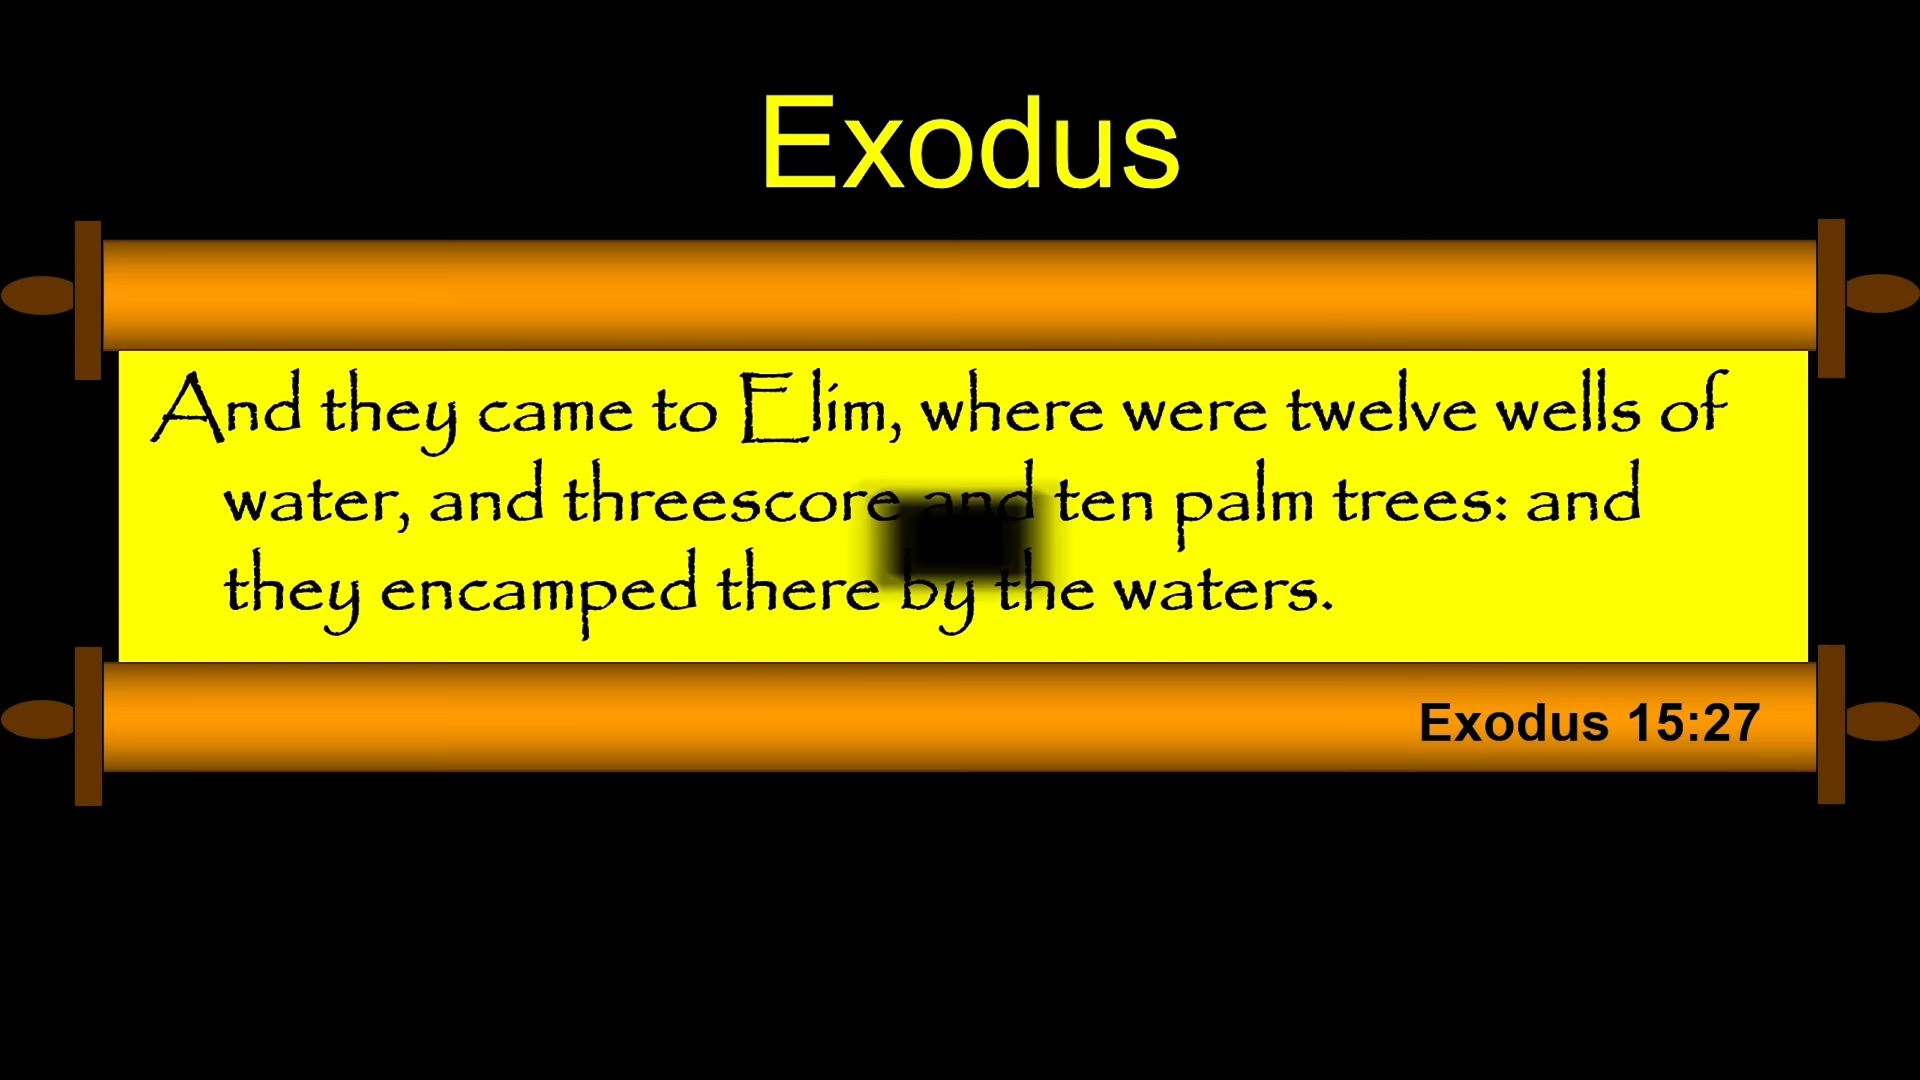 Exodus
And they came to Elim, where were twelve wells of
water, and threescore and ten palm trees: and
they encamped there by the waters.
Exodus 15:27